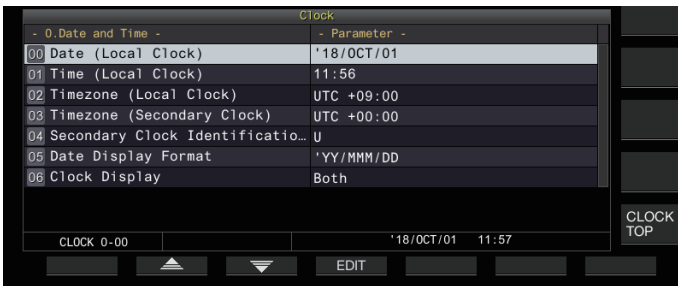 Clock
- 0.Date and Time - - Parameter -
00 Date (Local Clock) '18/OCT/01
01 Time (Local Clock) 11:56
02 Timezone (Local Clock) UTC +09:00
03 Timezone (Secondary Clock) UTC +00:00
04 Secondary Clock Identificatio… U
05 Date Display Format 'YY/MMM/DD
06 Clock Display Both
CLOCK
TOP
CLOCK 0-00 '18/OCT/01 11:57
EDIT